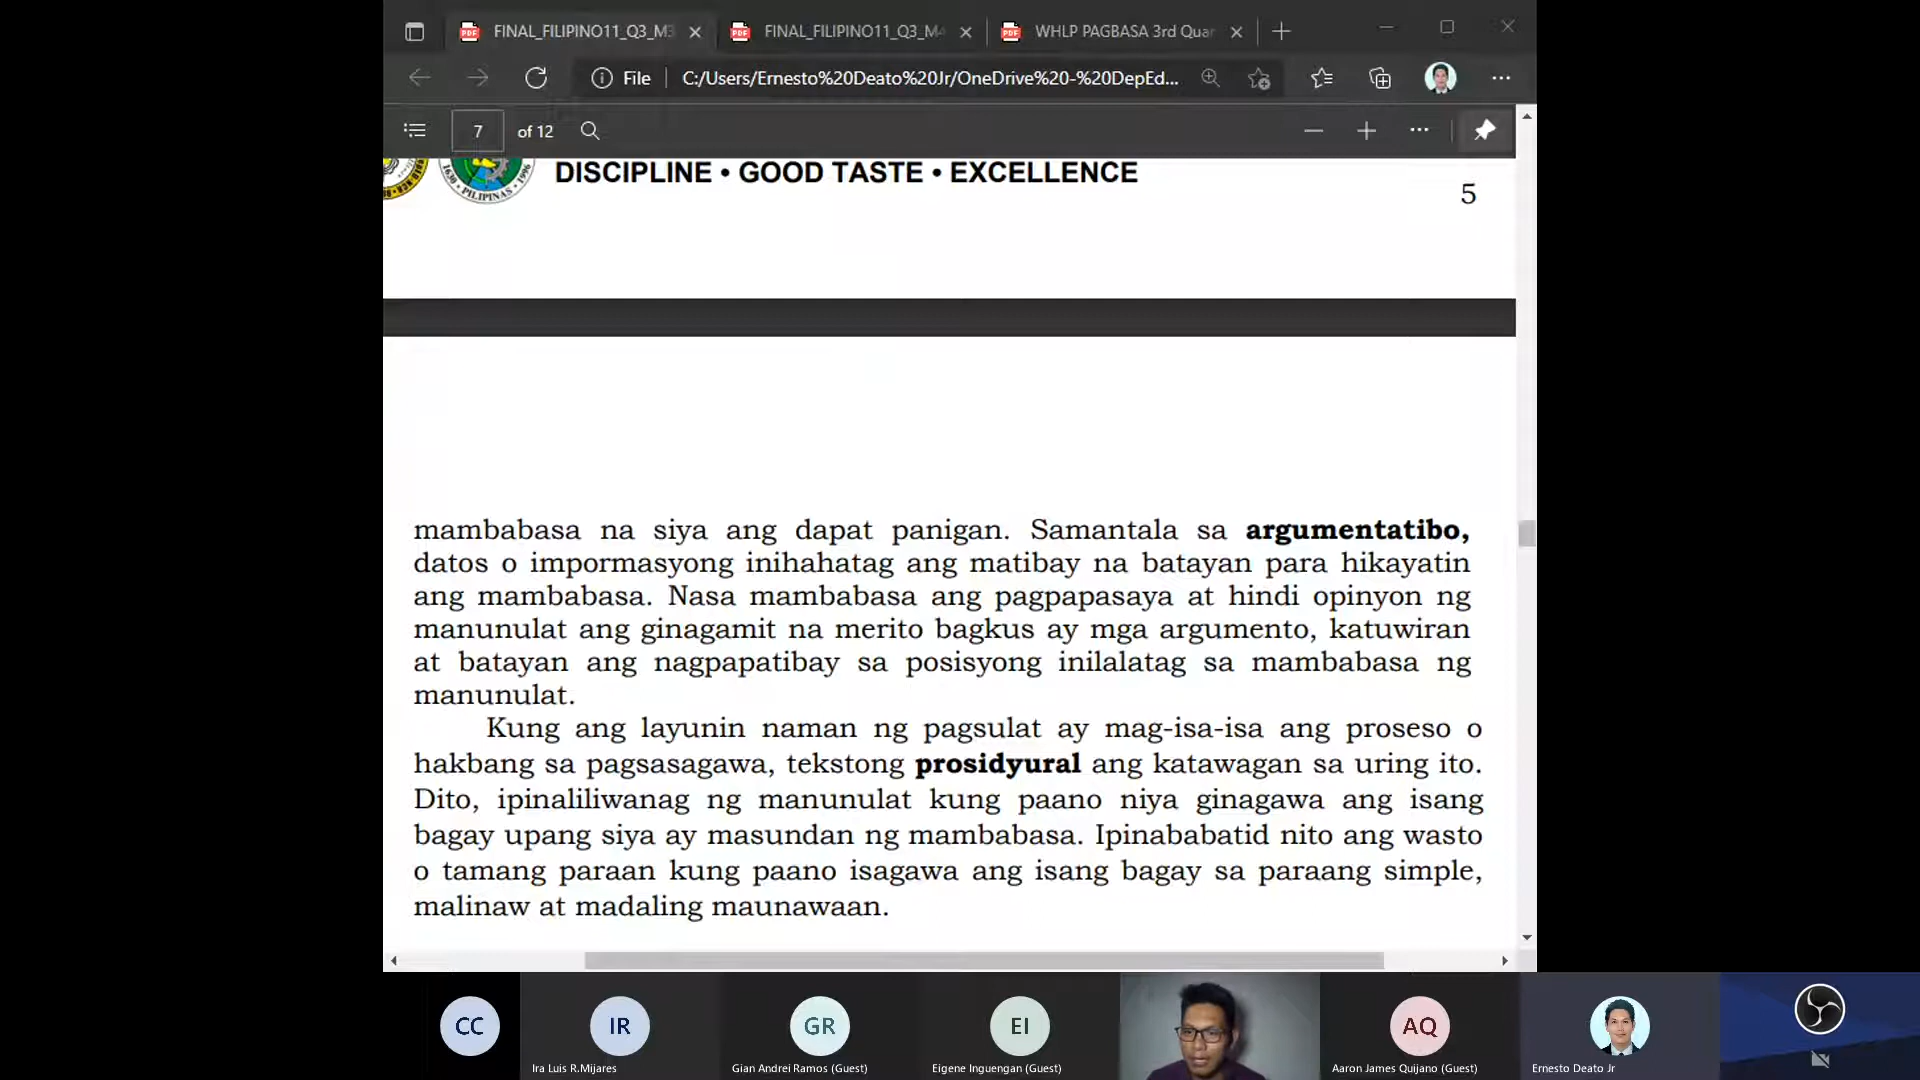 FINAL_FILIPINO11_Q3_M3
FINAL_FILIPINO11_Q3_M4
WHLP PAGBASA 3rd Quar
File
C:/Users/Ernesto%20Deato%20Jr/OneDrive%20-%20DepEd...
7
of 12
DISCIPLINE • GOOD TASTE • EXCELLENCE
1630 • PILIPINAS • 1996
5
mambabasa na siya ang dapat panigan. Samantala sa argumentatibo,
datos o impormasyong inihahatag ang matibay na batayan para hikayatin
ang mambabasa. Nasa mambabasa ang pagpapasaya at hindi opinyon ng
manunulat ang ginagamit na merito bagkus ay mga argumento, katuwiran
at batayan ang nagpapatibay sa posisyong inilalatag sa mambabasa ng
manunulat.
Kung ang layunin naman ng pagsulat ay mag-isa-isa ang proseso o
hakbang sa pagsasagawa, tekstong prosidyural ang katawagan sa uring ito.
Dito, ipinaliliwanag ng manunulat kung paano niya ginagawa ang isang
bagay upang siya ay masundan ng mambabasa. Ipinababatid nito ang wasto
o tamang paraan kung paano isagawa ang isang bagay sa paraang simple,
malinaw at madaling maunawaan.
CC
IR
GR
EI
AQ
Ira Luis R.Mijares
Gian Andrei Ramos (Guest)
Eigene Inguengan (Guest)
Aaron James Quijano (Guest)
Ernesto Deato Jr